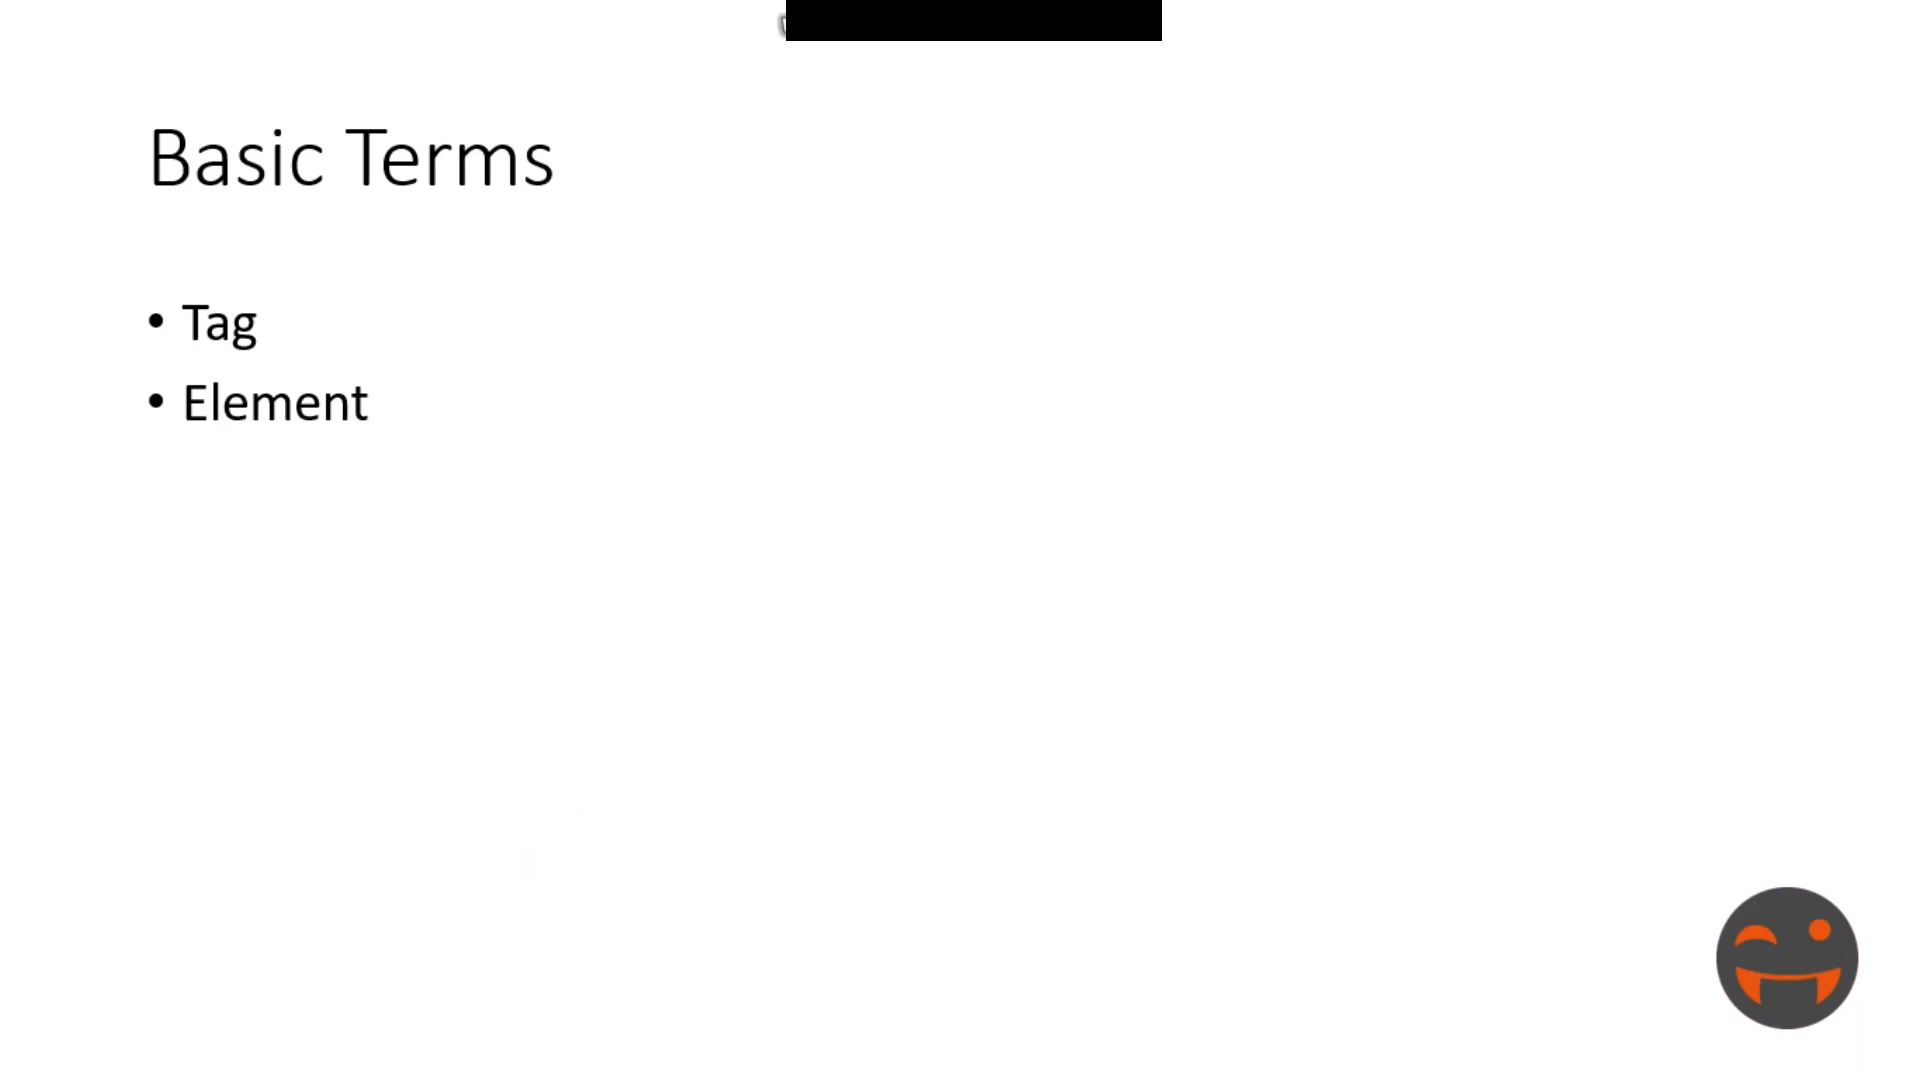 Basic Terms
• Tag
• Element